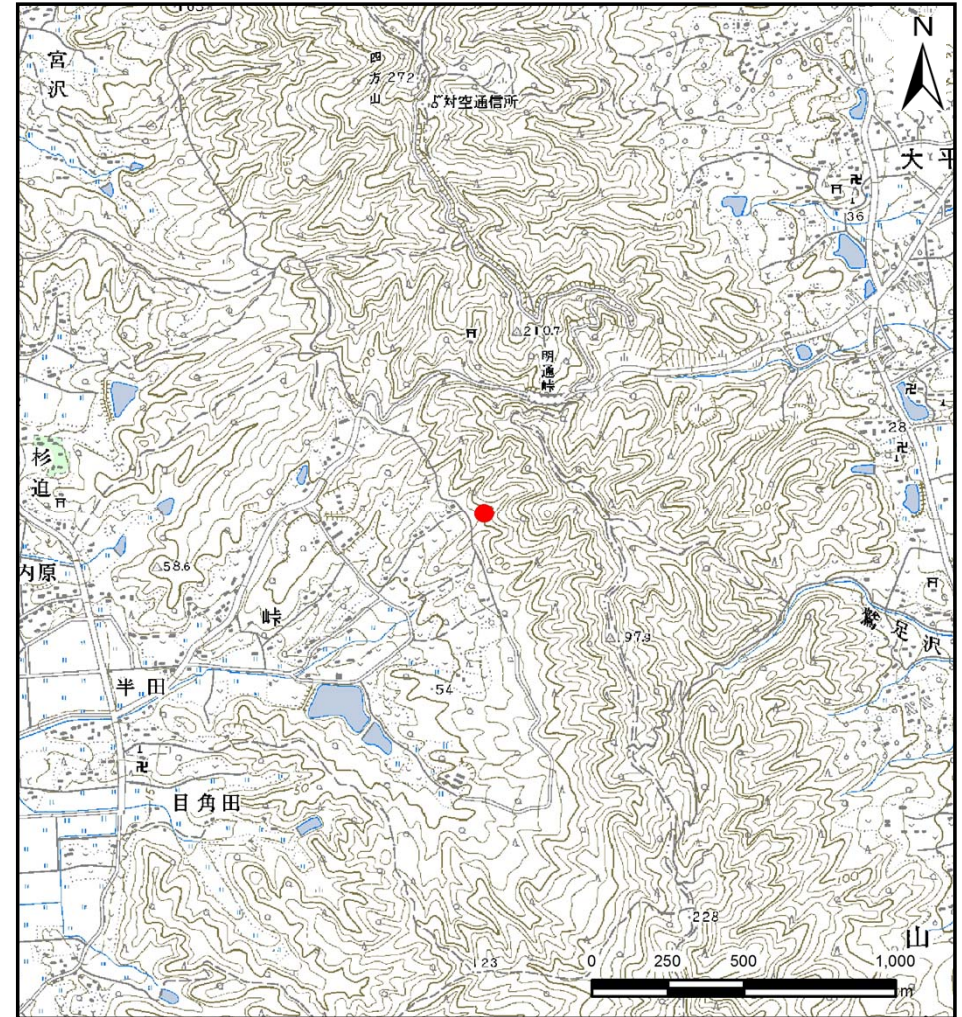 N
宮沢
四方山
272
対空通信所
大平
36
210.7
明通峠
28
杉迫
内原
58.6
峠
鷲足沢
97.9
半田
54
目角田
228
山
123
0 250 500 1,000
m